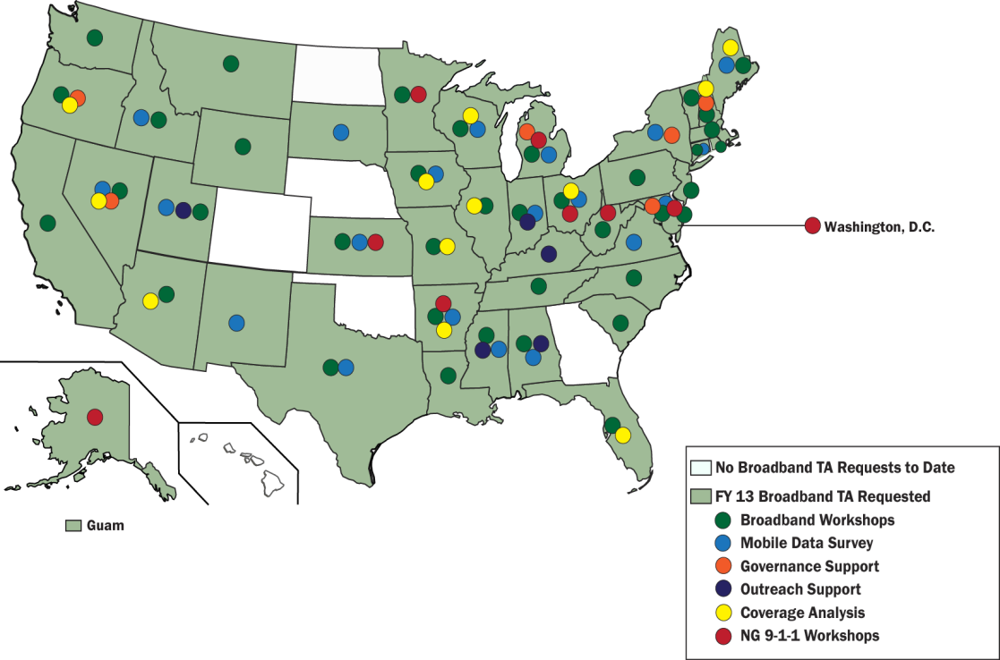 Washington, D.C.
No Broadband TA Requests to Date
FY 13 Broadband TA Requested
Broadband Workshops
Mobile Data Survey
Governance Support
Outreach Support
Coverage Analysis
NG 9-1-1 Workshops
Guam